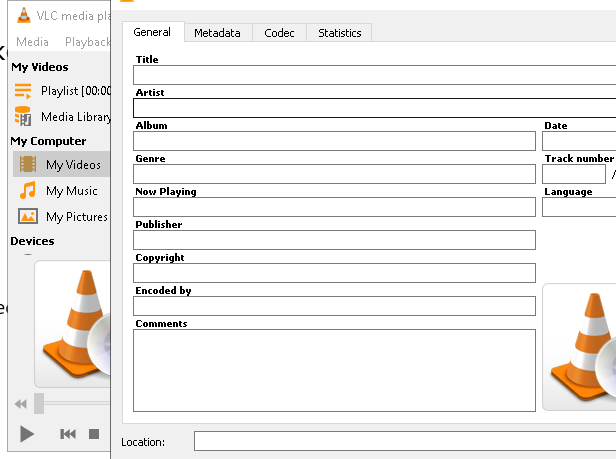 VLC media pla
Media Playback
My Videos
Playlist [00:00
Media Library
My Computer
My Videos
My Music
My Pictures
Devices
General Metadata Codec Statistics
Title
Artist
Album Date
Genre Track number
/
Now Playing Language
Publisher
Copyright
Encoded by
Comments
Location: